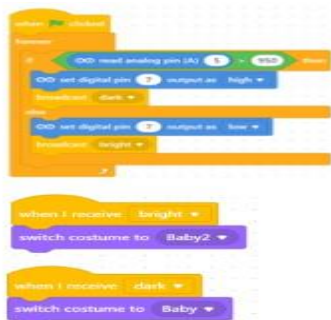 when clicked
forever
if read analog pin (A) 5 > 950 then
set digital pin 7 output as high
broadcast dark
else
set digital pin 7 output as low
broadcast bright
when I receive bright
switch costume to Baby2
when I receive dark
switch costume to Baby